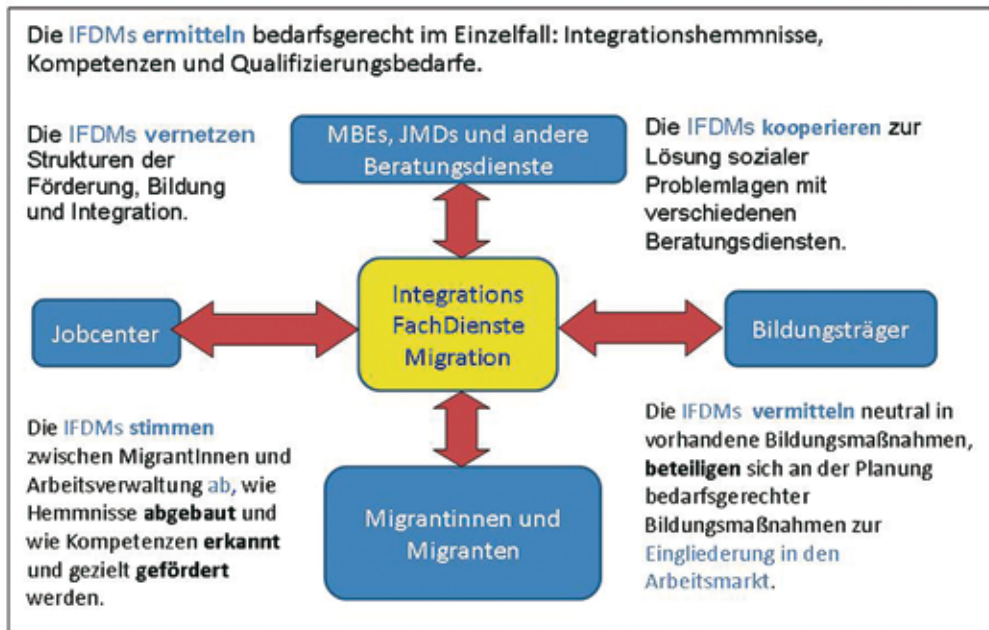 Die IFDMs ermitteln bedarfsgerecht im Einzelfall: Integrationshemmnisse,
Kompetenzen und Qualifizierungsbedarfe.
Die IFDMs vernetzen
Strukturen der
Förderung, Bildung
und Integration.
MBEs, JMDs und andere
Beratungsdienste
Die IFDMs kooperieren zur
Lösung sozialer
Problemlagen mit
verschiedenen
Beratungsdiensten.
Jobcenter
Integrations
FachDienste
Migration
Bildungsträger
Die IFDMs stimmen
zwischen MigrantInnen und
Arbeitsverwaltung ab, wie
Hemmnisse abgebaut und
wie Kompetenzen erkannt
und gezielt gefördert
werden.
Migrantinnen und
Migranten
Die IFDMs vermitteln neutral in
vorhandene Bildungsmaßnahmen,
beteiligen sich an der Planung
bedarfsgerechter
Bildungsmaßnahmen zur
Eingliederung in den
Arbeitsmarkt.